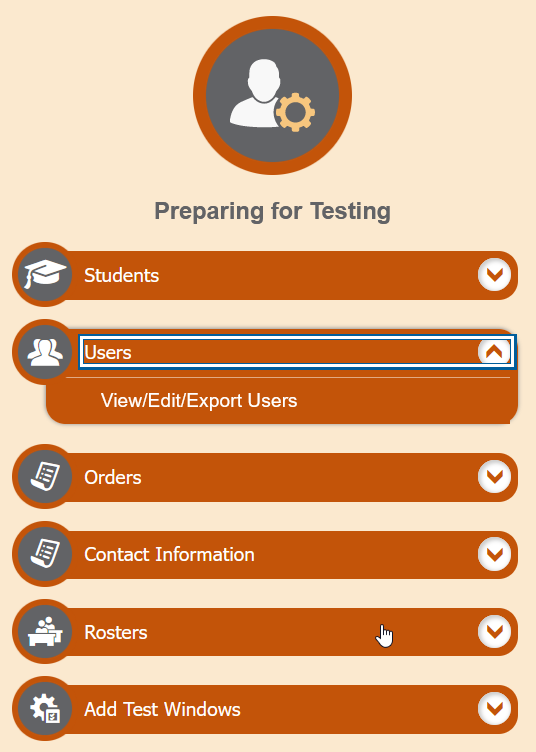 Preparing for Testing
Students
Users
View/Edit/Export Users
Orders
Contact Information
Rosters
Add Test Windows